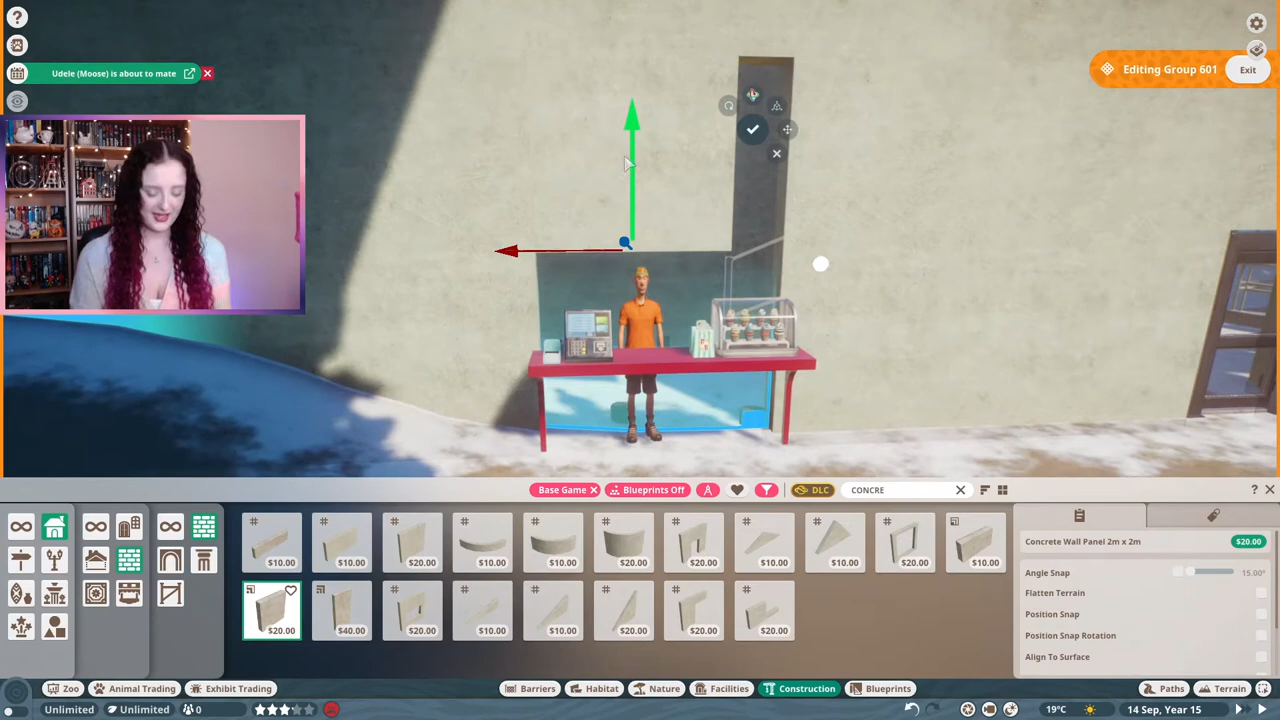 Udele (Moose) is about to mate
Editing Group 601
Exit
Base Game
Blueprints Off
DLC
CONCRE
$10.00
$10.00
$20.00
$10.00
$10.00
$20.00
$20.00
$10.00
$10.00
$20.00
$10.00
$20.00
$40.00
$20.00
$10.00
$10.00
$20.00
$20.00
$20.00
Concrete Wall Panel 2m x 2m
$20.00
Angle Snap
15.00°
Flatten Terrain
Position Snap
Position Snap Rotation
Align To Surface
Zoo
Animal Trading
Exhibit Trading
Barriers
Habitat
Nature
Facilities
Construction
Blueprints
Paths
Terrain
Unlimited
Unlimited
0
19°C
14 Sep, Year 15